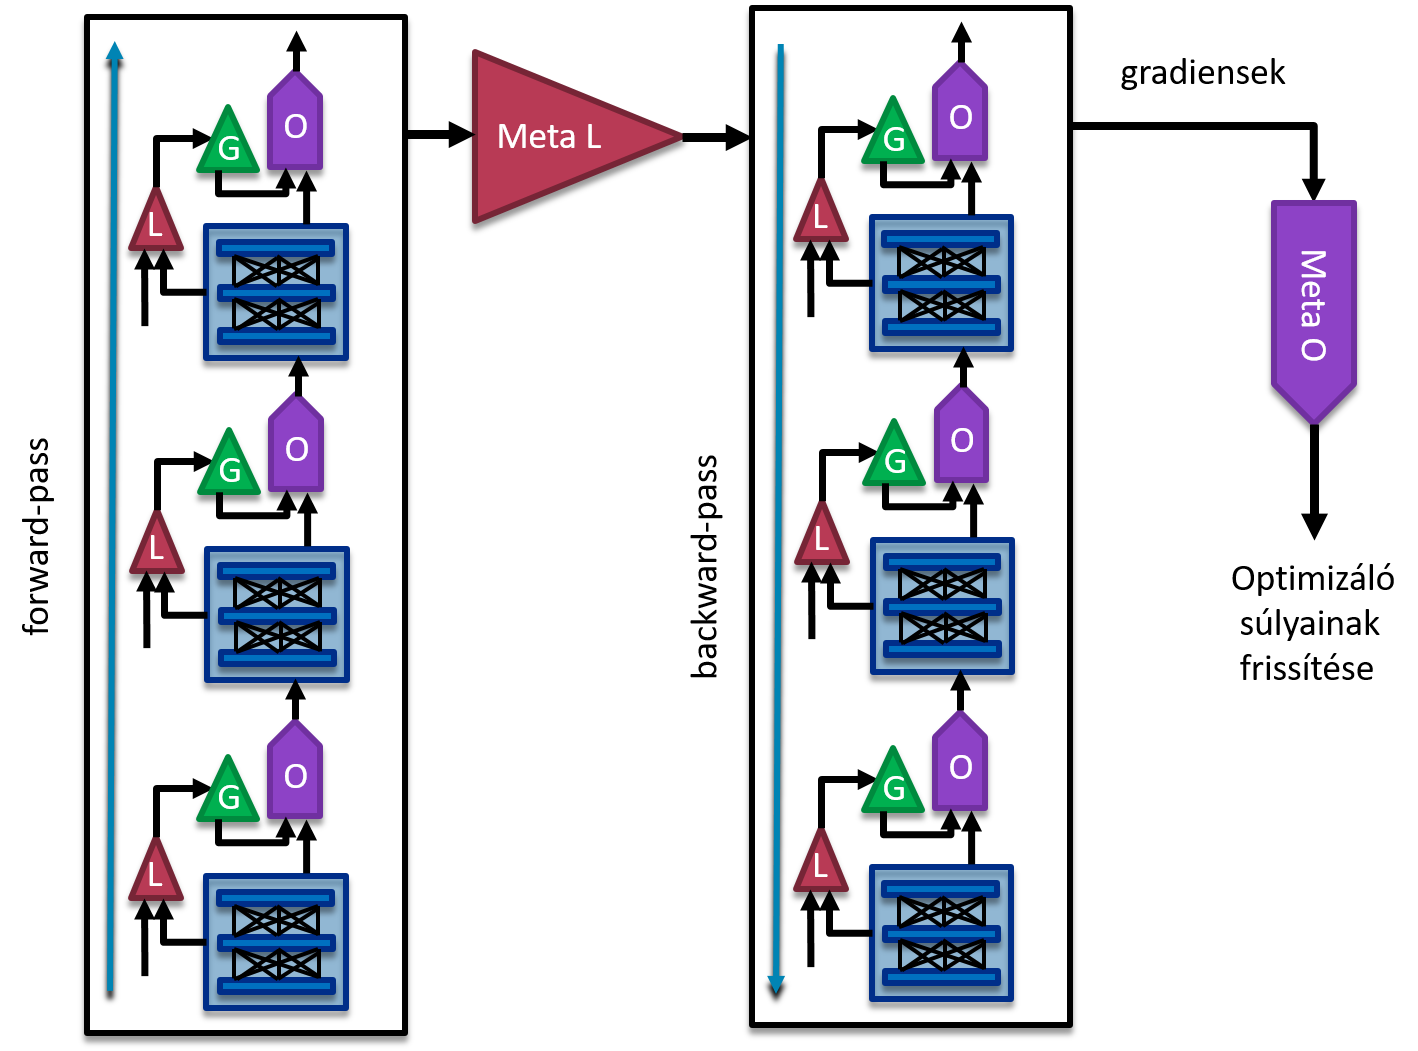 forward-pass
O
G
L
O
G
L
O
G
L
Meta L
backward-pass
O
G
L
O
G
L
O
G
L
gradiensek
Meta O
Optimizáló
súlyainak
frissítése